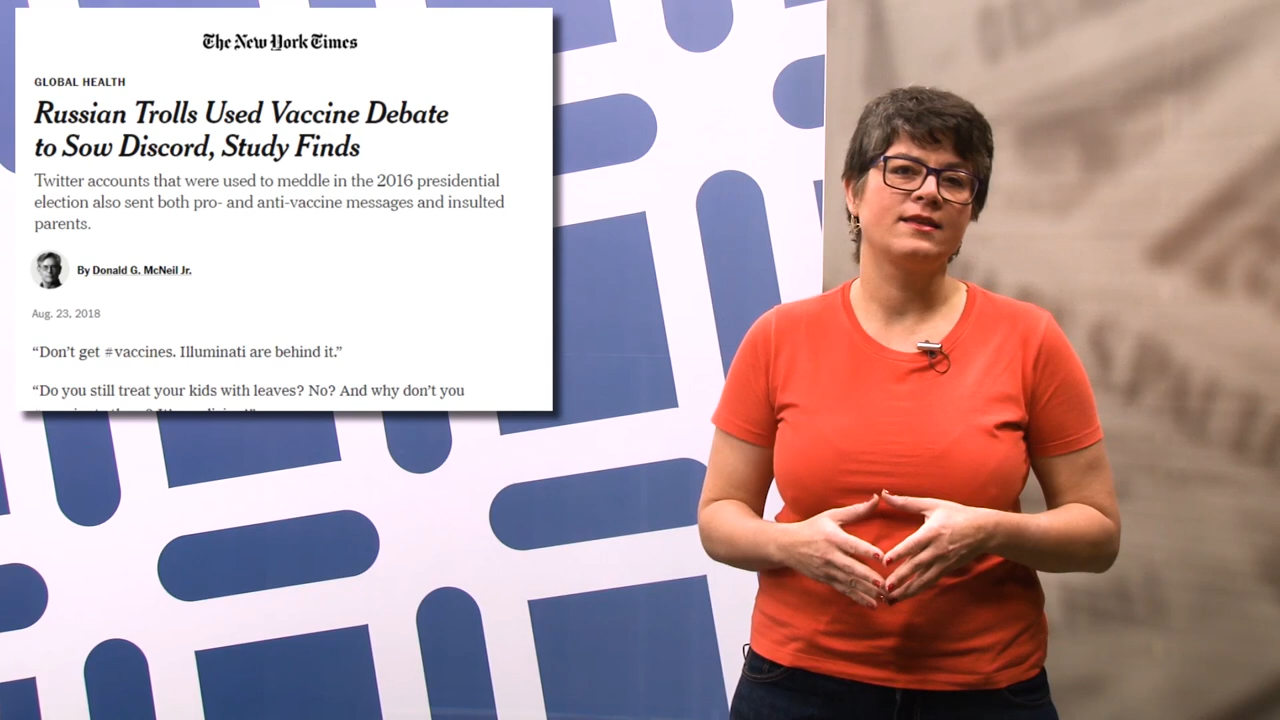 The New York Times
GLOBAL HEALTH
Russian Trolls Used Vaccine Debate
to Sow Discord, Study Finds
Twitter accounts that were used to meddle in the 2016 presidential
election also sent both pro- and anti-vaccine messages and insulted
parents.
By Donald G. McNeil Jr.
Aug. 23, 2018
“Don’t get #vaccines. Illuminati are behind it.”
“Do you still treat your kids with leaves? No? And why don’t you